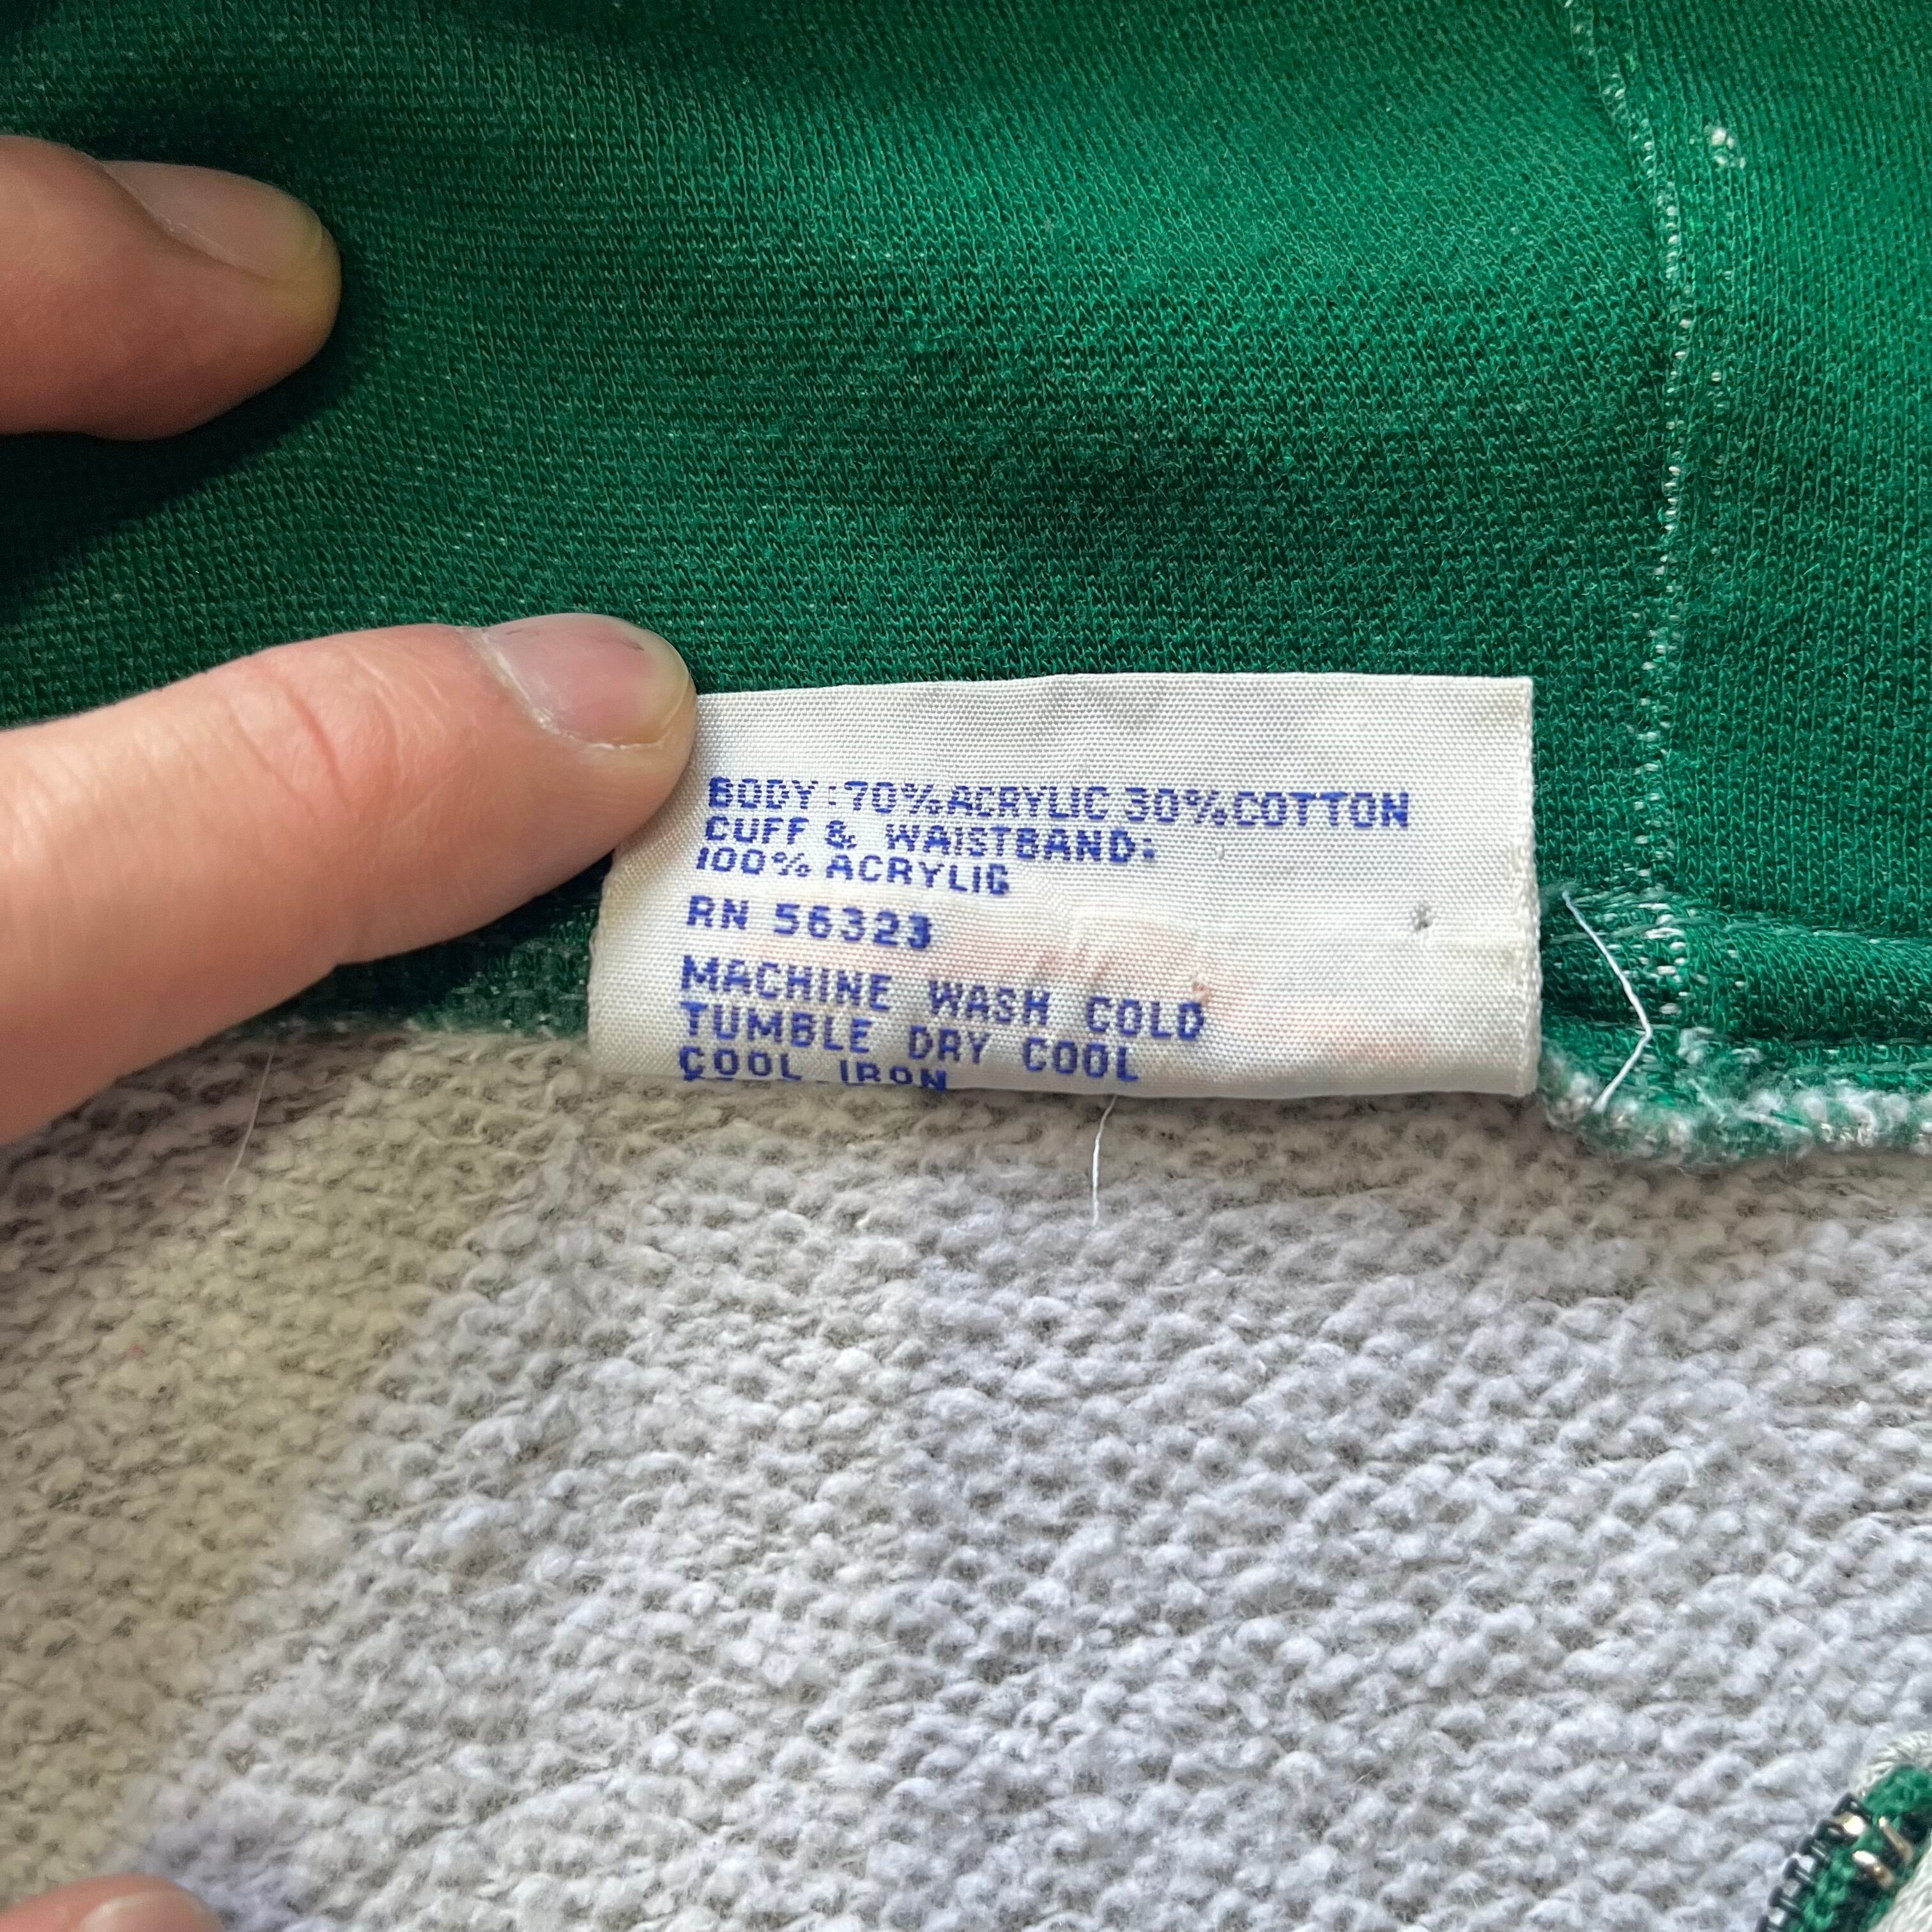 BODY:70% ACRYLIC 30% COTTON
CUFF & WAISTBAND:
100% ACRYLIC
RN 56323
MACHINE WASH COLD
TUMBLE DRY COOL
COOL IRON